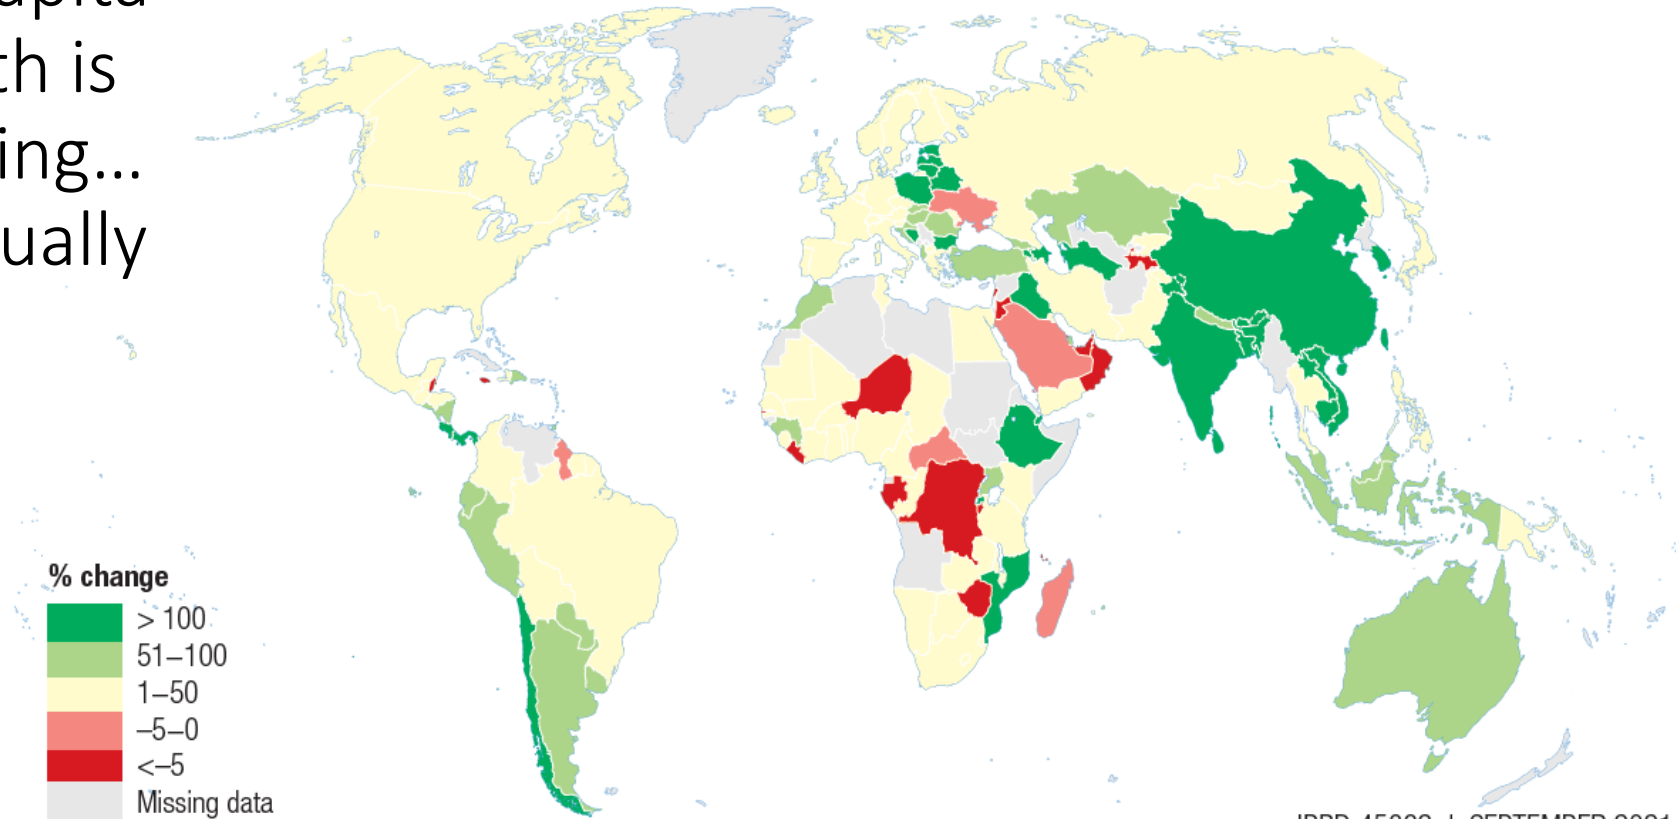 th is
ing...
ually
% change
> 100
51–100
1–50
–5–0
<–5
Missing data